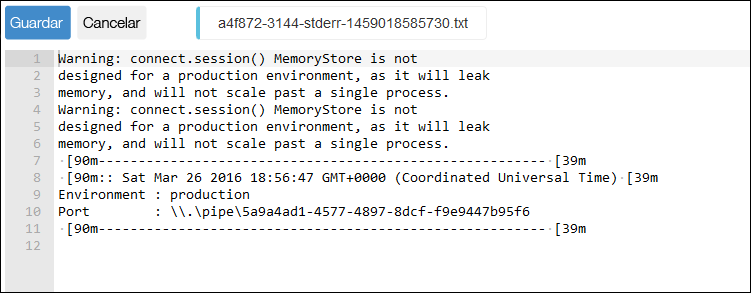 Guardar Cancelar a4f872-3144-stderr-1459018585730.txt
1 Warning: connect.session() MemoryStore is not
2 designed for a production environment, as it will leak
3 memory, and will not scale past a single process.
4 Warning: connect.session() MemoryStore is not
5 designed for a production environment, as it will leak
6 memory, and will not scale past a single process.
7 ·[90m-------------------------------------------------------·[39m
8 ·[90m:: Sat Mar 26 2016 18:56:47 GMT+0000 (Coordinated Universal Time)·[39m
9 Environment : production
10 Port        : \\.\pipe\5a9a4ad1-4577-4897-8dcf-f9e9447b95f6
11 ·[90m-------------------------------------------------------·[39m
12